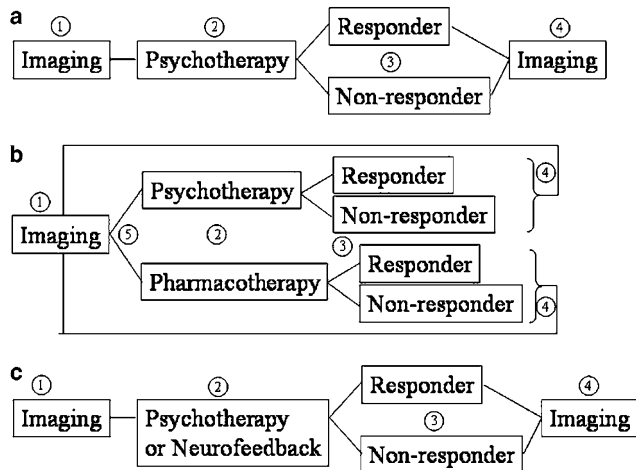 a
① ② Responder ④
Imaging Psychotherapy ③ Imaging
Non-responder
b
Responder ④
① Psychotherapy
Non-responder
Imaging ⑤ ② ③
Responder
Pharmacotherapy
Non-responder ④
c
① ② Responder ④
Imaging Psychotherapy ③ Imaging
or Neurofeedback Non-responder